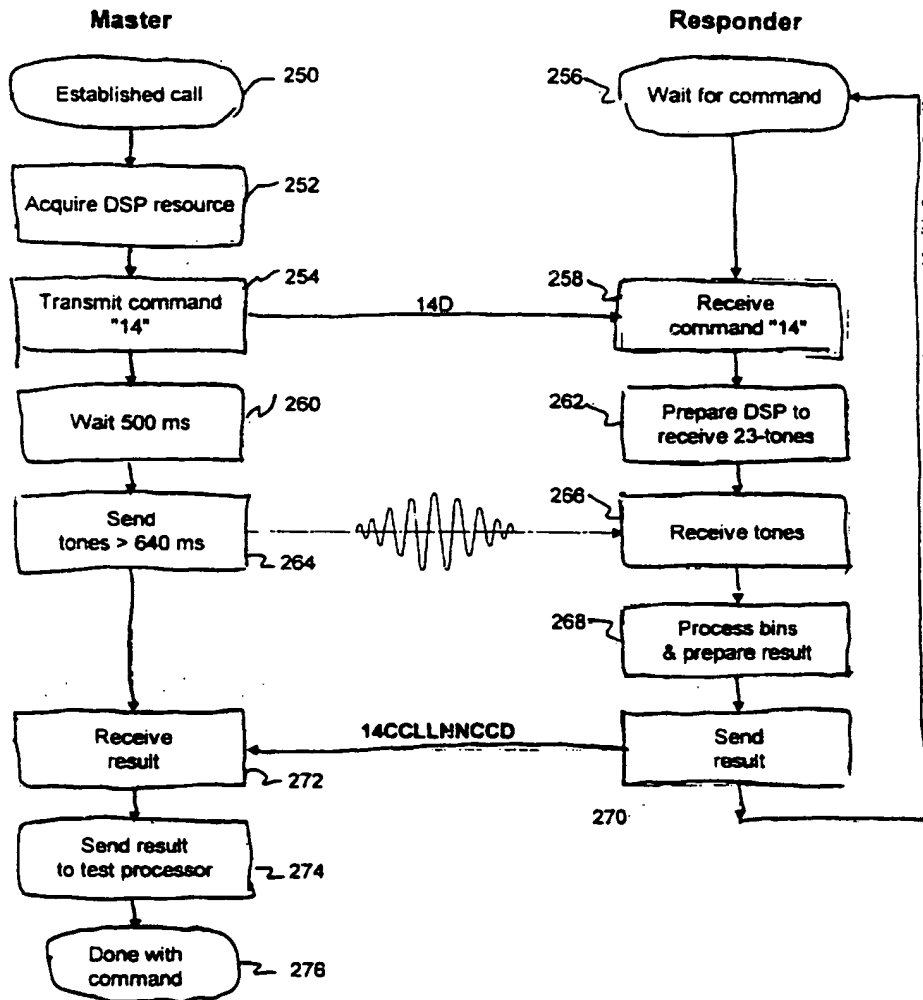 Master
Responder
Established call
250
256
Wait for command
Acquire DSP resource
252
Transmit command
"14"
254
14D
258
Receive
command "14"
Wait 500 ms
260
262
Prepare DSP to
receive 23-tones
Send
tones > 640 ms
264
266
Receive tones
268
Process bins
& prepare result
Receive
result
272
14CCLLNNCCD
Send
result
270
Send result
to test processor
274
Done with
command
276